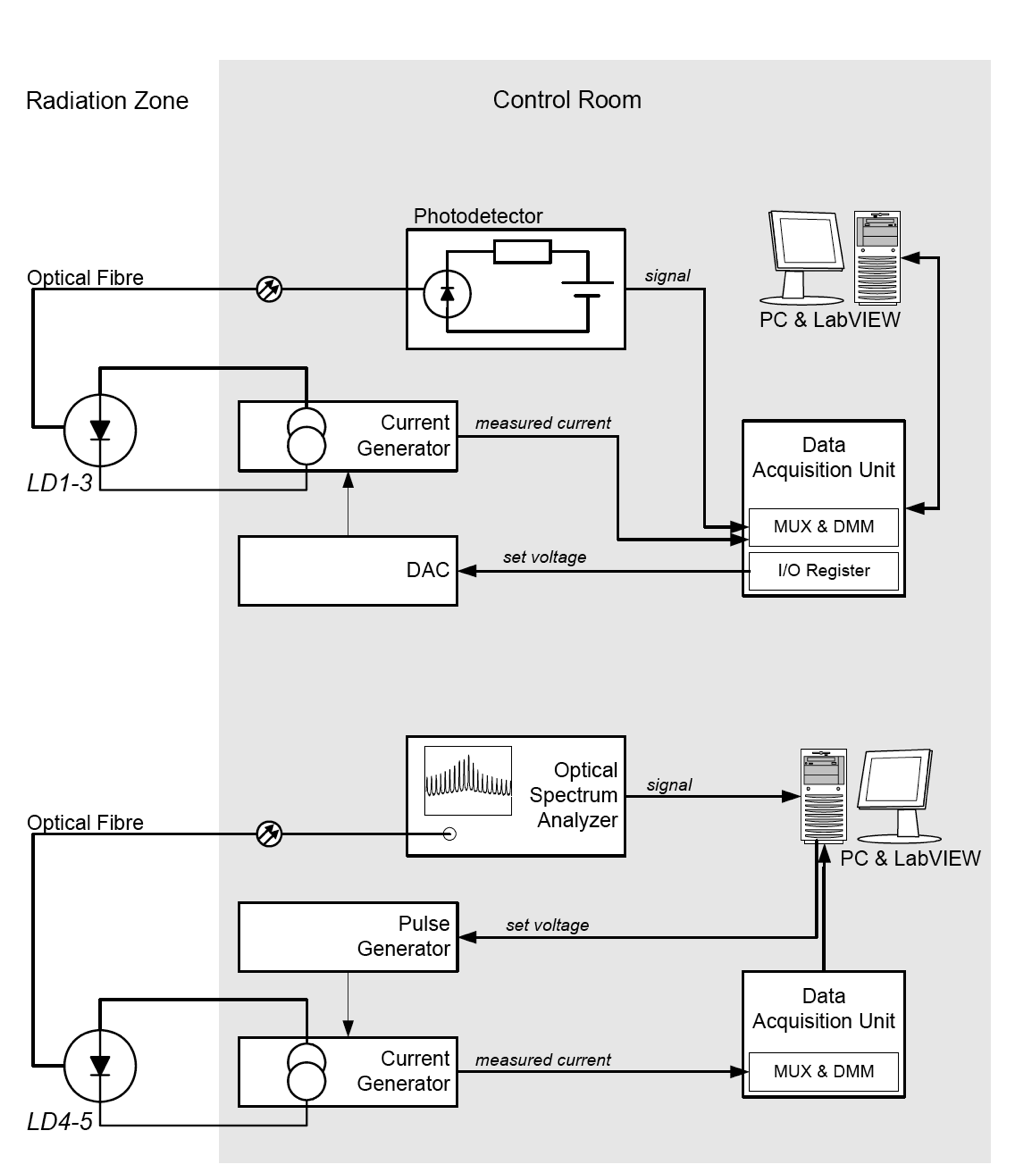 Radiation Zone
Control Room
Photodetector
Optical Fibre
signal
PC & LabVIEW
Current
Generator
measured current
LD1-3
Data
Acquisition Unit
MUX & DMM
I/O Register
set voltage
DAC
Optical
Spectrum
Analyzer
signal
Optical Fibre
PC & LabVIEW
Pulse
Generator
set voltage
Data
Acquisition Unit
MUX & DMM
Current
Generator
measured current
LD4-5